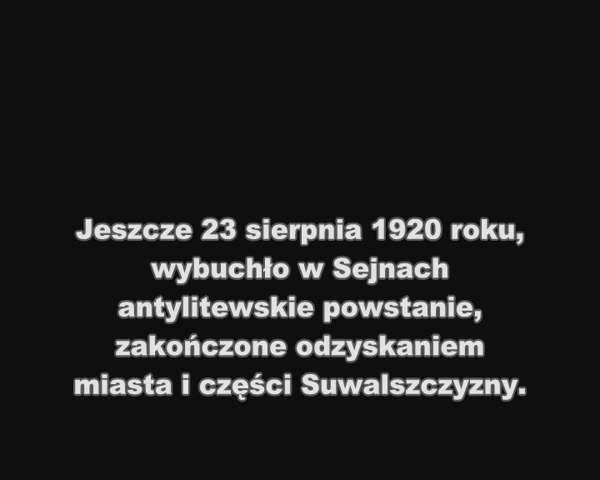 Jeszcze 23 sierpnia 1920 roku,
wybuchło w Sejnach
antylitewskie powstanie,
zakończone odzyskaniem
miasta i części Suwalszczyzny.